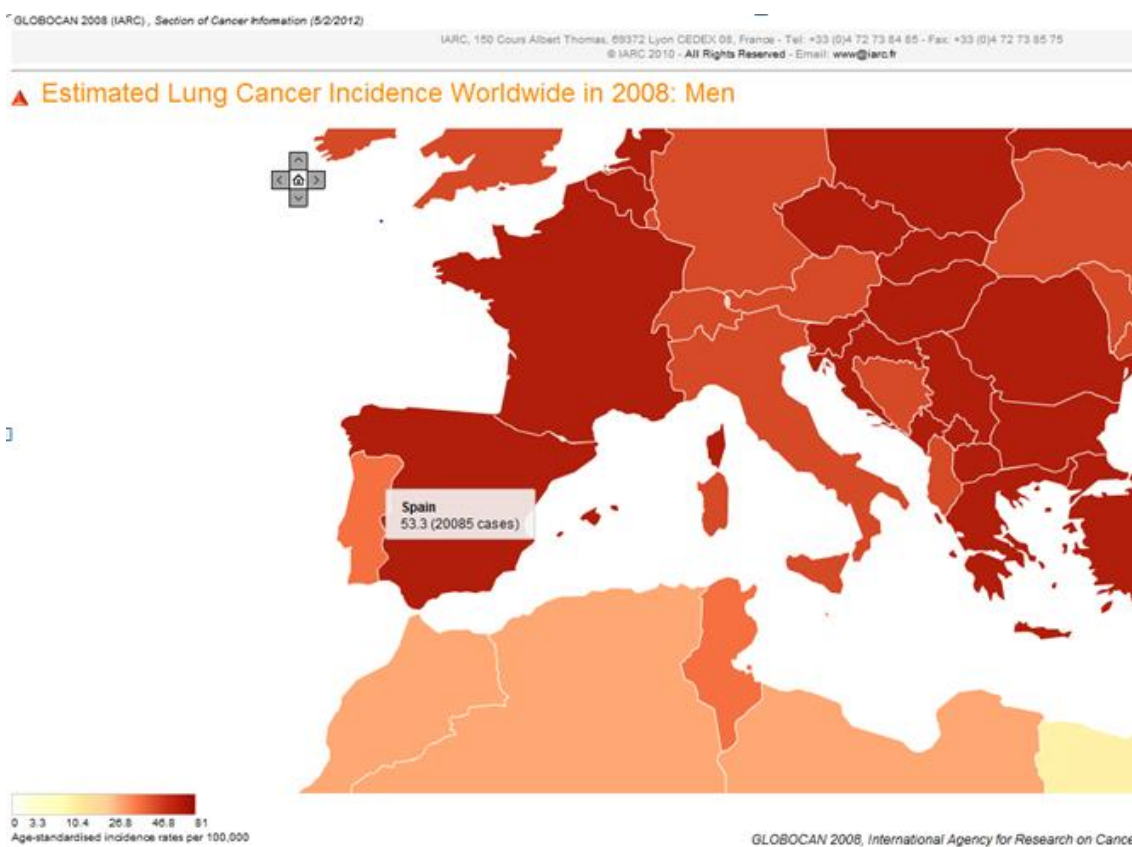 GLOBOCAN 2008 (IARC) , Section of Cancer Infomation (5/2/2012)
IARC, 150 Cours Albert Thomas, 69372 Lyon CEDEX 08, France - Tel: +33 (0)4 72 73 84 85 - Fax: +33 (0)4 72 73 85 75
© IARC 2010 - All Rights Reserved - Email: www@iarc.fr
Estimated Lung Cancer Incidence Worldwide in 2008: Men
Spain
53.3 (20085 cases)
0 3.3 10.4 26.8 46.8 81
Age-standardised incidence rates per 100,000
GLOBOCAN 2008, International Agency for Research on Cance